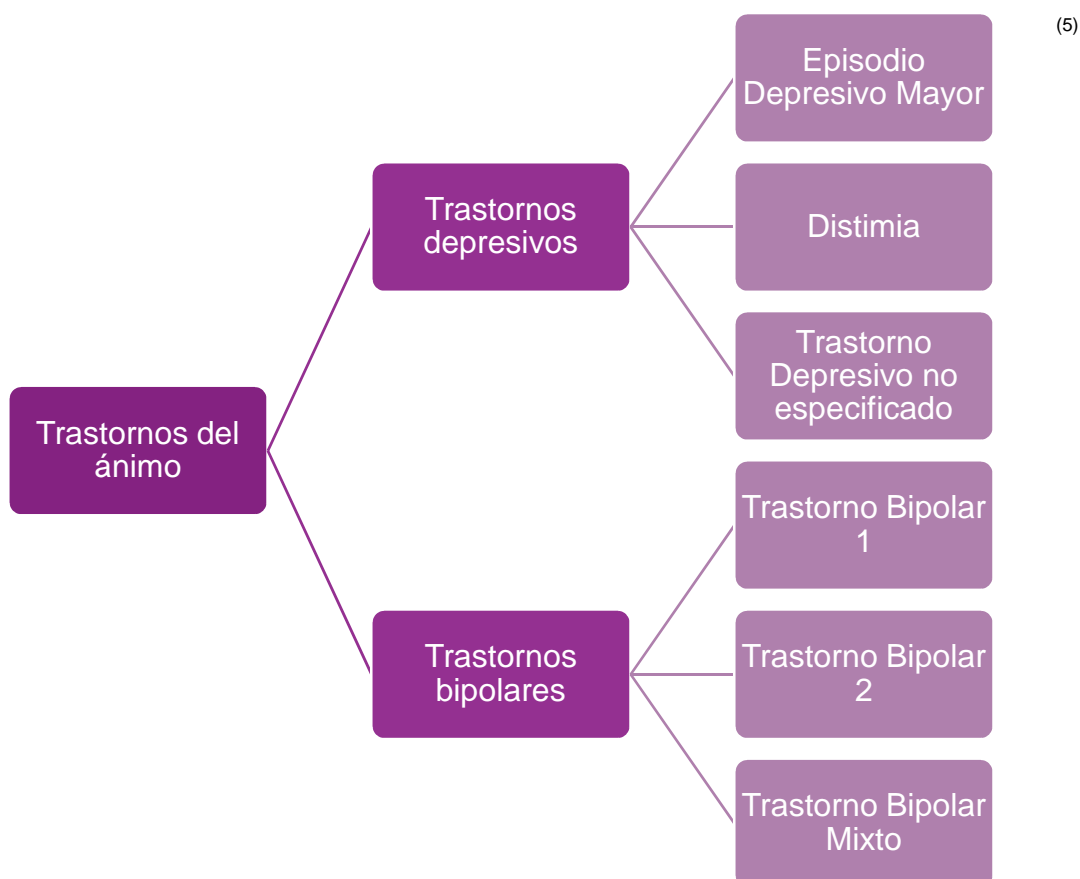 (5)
Episodio
Depresivo Mayor
Trastornos
depresivos
Distimia
Trastorno
Depresivo no
especificado
Trastornos del
ánimo
Trastorno Bipolar
1
Trastornos
bipolares
Trastorno Bipolar
2
Trastorno Bipolar
Mixto